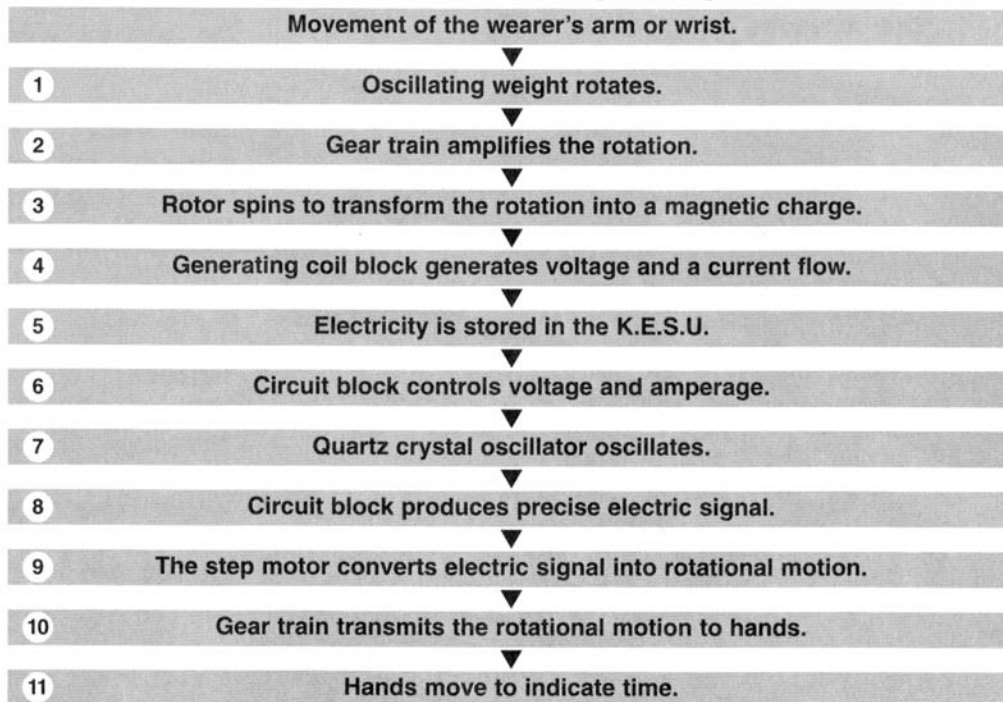 Movement of the wearer's arm or wrist.
1 Oscillating weight rotates.
2 Gear train amplifies the rotation.
3 Rotor spins to transform the rotation into a magnetic charge.
4 Generating coil block generates voltage and a current flow.
5 Electricity is stored in the K.E.S.U.
6 Circuit block controls voltage and amperage.
7 Quartz crystal oscillator oscillates.
8 Circuit block produces precise electric signal.
9 The step motor converts electric signal into rotational motion.
10 Gear train transmits the rotational motion to hands.
11 Hands move to indicate time.